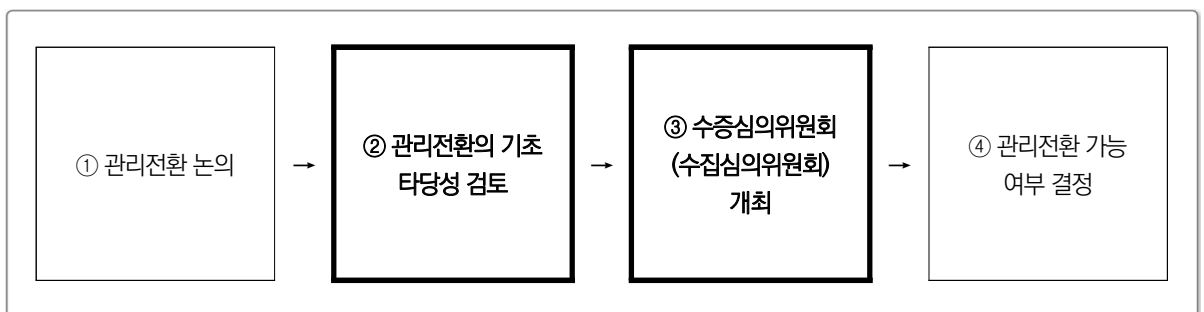 ① 관리전환 논의
→
② 관리전환의 기초
타당성 검토
→
③ 수증심의위원회
(수집심의위원회)
개최
→
④ 관리전환 가능
여부 결정